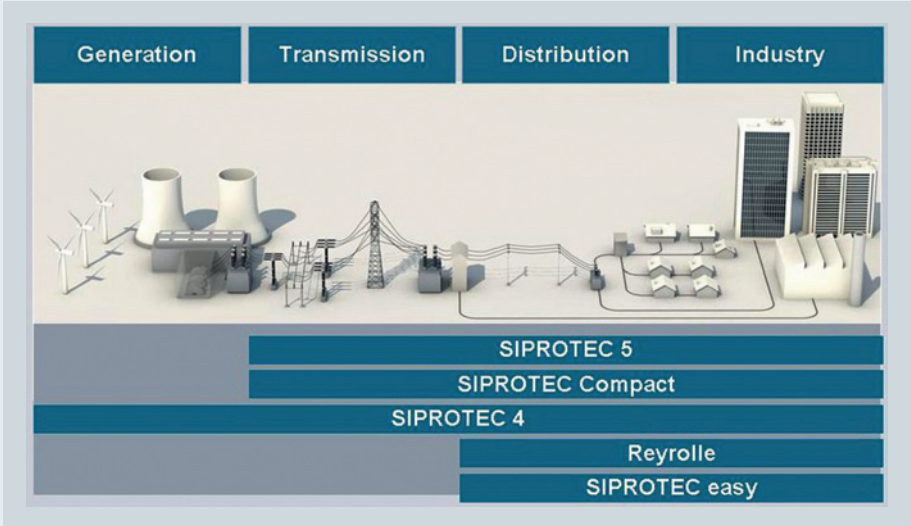 Generation
Transmission
Distribution
Industry
SIPROTEC 5
SIPROTEC Compact
SIPROTEC 4
Reyrolle
SIPROTEC easy